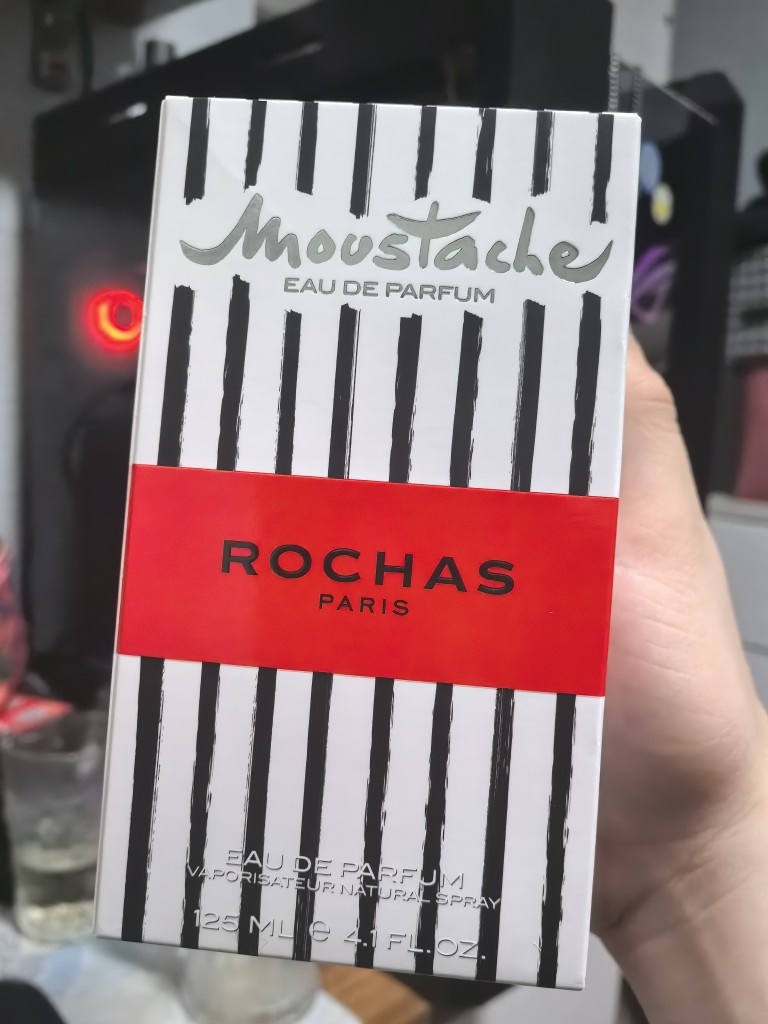 Moustache
EAU DE PARFUM
ROCHAS
PARIS
EAU DE PARFUM
VAPORISATEUR NATURAL SPRAY
125 ML e 4.1 FL.OZ.